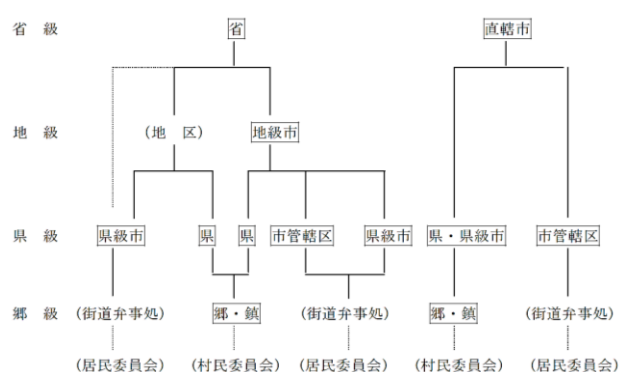 省 級 省 直轄市
地 級 (地 区) 地級市
県 級 県級市 県 県 市管轄区 県級市 県・県級市 市管轄区
郷 級 (街道弁事処) 郷・鎮 (街道弁事処) 郷・鎮 (街道弁事処)
(居民委員会) (村民委員会) (居民委員会) (村民委員会) (居民委員会)